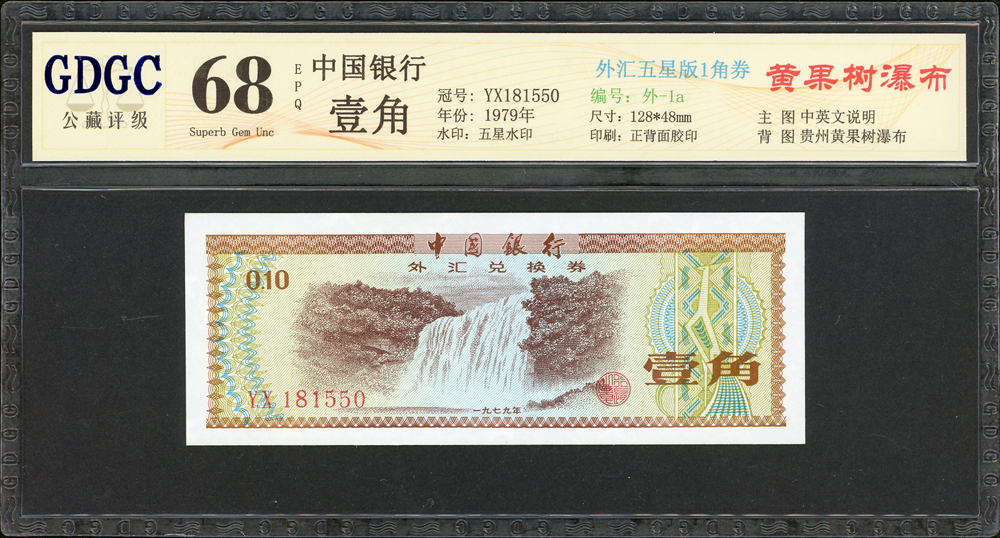 GDGC
公藏评级
68
Superb Gem Unc
EPQ
中国银行
壹角
冠号: YX181550
年份: 1979年
水印: 五星水印
外汇五星版1角券
编号: 外-1a
尺寸: 128*48mm
印刷: 正背面胶印
黄果树瀑布
主 图 中英文说明
背 图 贵州黄果树瀑布
中国银行
外汇兑换券
0.10
壹角
YX 181550
一九七九年